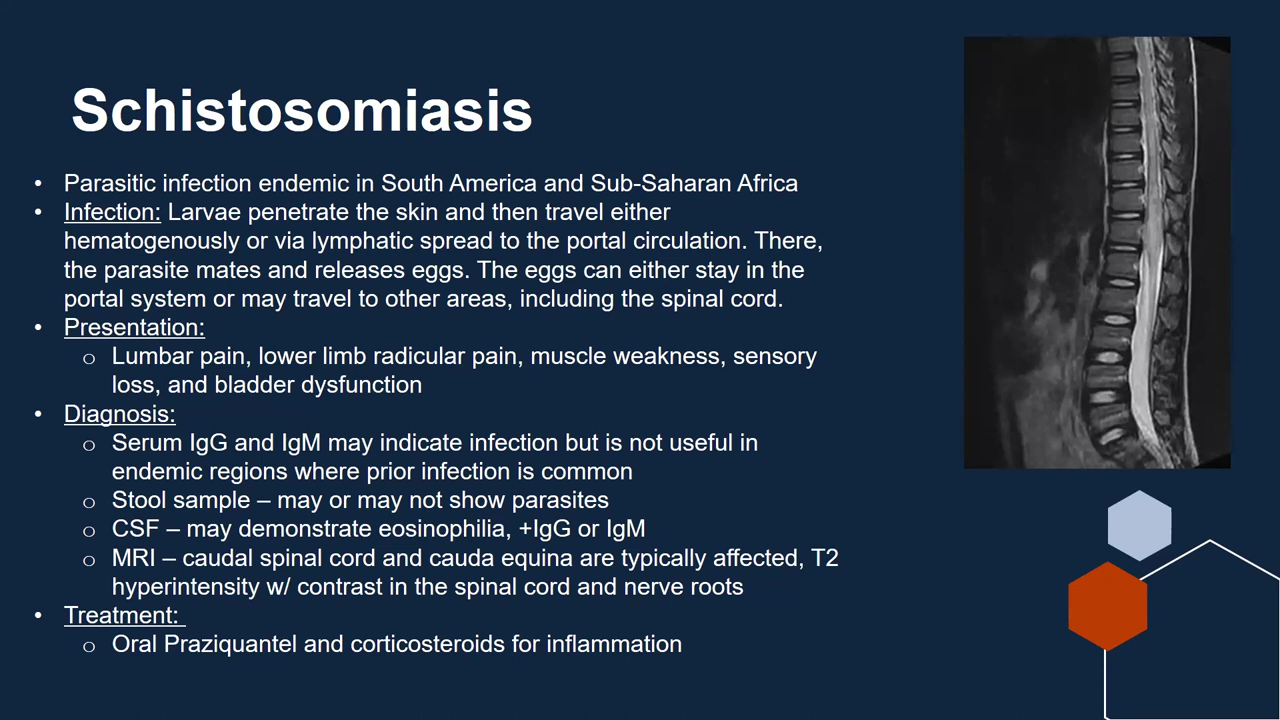 Schistosomiasis
• Parasitic infection endemic in South America and Sub-Saharan Africa
• Infection: Larvae penetrate the skin and then travel either
hematogenously or via lymphatic spread to the portal circulation. There,
the parasite mates and releases eggs. The eggs can either stay in the
portal system or may travel to other areas, including the spinal cord.
• Presentation:
o Lumbar pain, lower limb radicular pain, muscle weakness, sensory
loss, and bladder dysfunction
• Diagnosis:
o Serum IgG and IgM may indicate infection but is not useful in
endemic regions where prior infection is common
o Stool sample – may or may not show parasites
o CSF – may demonstrate eosinophilia, +IgG or IgM
o MRI – caudal spinal cord and cauda equina are typically affected, T2
hyperintensity w/ contrast in the spinal cord and nerve roots
• Treatment:
o Oral Praziquantel and corticosteroids for inflammation